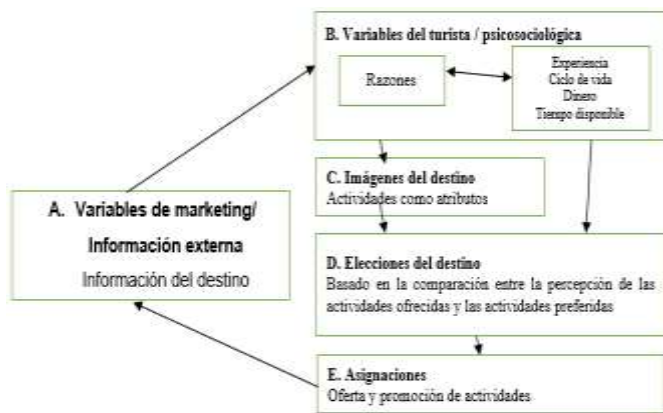 B. Variables del turista / psicosociológica
Razones
Experiencia
Ciclo de vida
Dinero
Tiempo disponible
C. Imágenes del destino
Actividades como atributos
A. Variables de marketing/
Información externa
Información del destino
D. Elecciones del destino
Basado en la comparación entre la percepción de las
actividades ofrecidas y las actividades preferidas
E. Asignaciones
Oferta y promoción de actividades